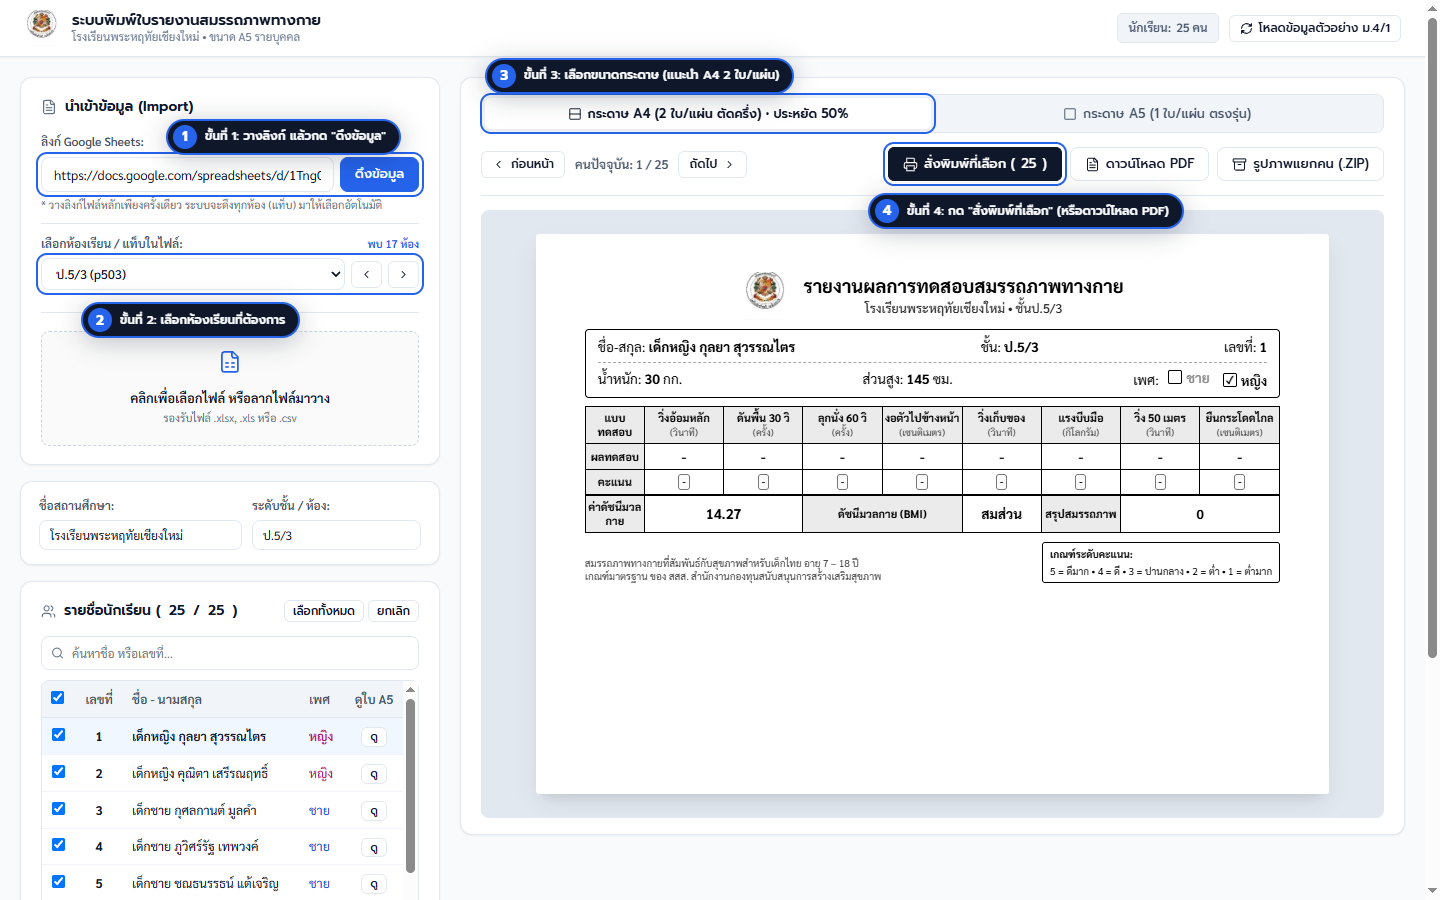 ระบบพิมพ์ใบรายงานสมรรถภาพทางกาย
โรงเรียนพระหฤทัยเชียงใหม่ • ขนาด A5 รายบุคคล
นักเรียน: 25 คน
โหลดข้อมูลตัวอย่าง ม.4/1
นำเข้าข้อมูล (Import)
ลิงก์ Google Sheets:
1 ขั้นที่ 1: วางลิงก์ แล้วกด "ดึงข้อมูล"
https://docs.google.com/spreadsheets/d/1Tng
ดึงข้อมูล
* วางลิงก์ไฟล์หลักเพียงครั้งเดียว ระบบจะดึงทุกห้อง (แท็บ) มาให้เลือกอัตโนมัติ
เลือกห้องเรียน / แท็บในไฟล์:
พบ 17 ห้อง
ป.5/3 (p503)
2 ขั้นที่ 2: เลือกห้องเรียนที่ต้องการ
คลิกเพื่อเลือกไฟล์ หรือลากไฟล์มาวาง
รองรับไฟล์ .xlsx, .xls หรือ .csv
ชื่อสถานศึกษา:
ระดับชั้น / ห้อง:
โรงเรียนพระหฤทัยเชียงใหม่
ป.5/3
รายชื่อนักเรียน ( 25 / 25 )
เลือกทั้งหมด
ยกเลิก
ค้นหาชื่อ หรือเลขที่...
เลขที่ ชื่อ - นามสกุล เพศ ดูใบ A5
1 เด็กหญิง กุลยา สุวรรณไตร หญิง ดู
2 เด็กหญิง คุณิตา เสรีรณฤทธิ์ หญิง ดู
3 เด็กชาย กุศลกานต์ มูลคำ ชาย ดู
4 เด็กชาย ภูวิศร์รัฐ เทพวงค์ ชาย ดู
5 เด็กชาย ชณธนรรธน์ แต้เจริญ ชาย ดู
3 ขั้นที่ 3: เลือกขนาดกระดาษ (แนะนำ A4 2 ใบ/แผ่น)
กระดาษ A4 (2 ใบ/แผ่น ตัดครึ่ง) · ประหยัด 50%
กระดาษ A5 (1 ใบ/แผ่น ตรงรุ่น)
ก่อนหน้า
คนปัจจุบัน: 1 / 25
ถัดไป
สั่งพิมพ์ที่เลือก ( 25 )
ดาวน์โหลด PDF
รูปภาพแยกคน (.ZIP)
4 ขั้นที่ 4: กด "สั่งพิมพ์ที่เลือก" (หรือดาวน์โหลด PDF)
รายงานผลการทดสอบสมรรถภาพทางกาย
โรงเรียนพระหฤทัยเชียงใหม่ • ชั้นป.5/3
ชื่อ-สกุล: เด็กหญิง กุลยา สุวรรณไตร ชั้น: ป.5/3 เลขที่: 1
น้ำหนัก: 30 กก. ส่วนสูง: 145 ซม. เพศ: ชาย หญิง
แบบทดสอบ วิ่งอ้อมหลัก (วินาที) ดันพื้น 30 วิ (ครั้ง) ลุกนั่ง 60 วิ (ครั้ง) งอตัวไปข้างหน้า (เซนติเมตร) วิ่งเก็บของ (วินาที) แรงบีบมือ (กิโลกรัม) วิ่ง 50 เมตร (วินาที) ยืนกระโดดไกล (เซนติเมตร)
ผลทดสอบ - - - - - - - -
คะแนน - - - - - - - -
ค่าดัชนีมวลกาย 14.27 ดัชนีมวลกาย (BMI) สมส่วน สรุปสมรรถภาพ 0
สมรรถภาพทางกายที่สัมพันธ์กับสุขภาพสำหรับเด็กไทย อายุ 7 – 18 ปี
เกณฑ์มาตรฐาน ของ สสส. สำนักงานกองทุนสนับสนุนการสร้างเสริมสุขภาพ
เกณฑ์ระดับคะแนน:
5 = ดีมาก • 4 = ดี • 3 = ปานกลาง • 2 = ต่ำ • 1 = ต่ำมาก